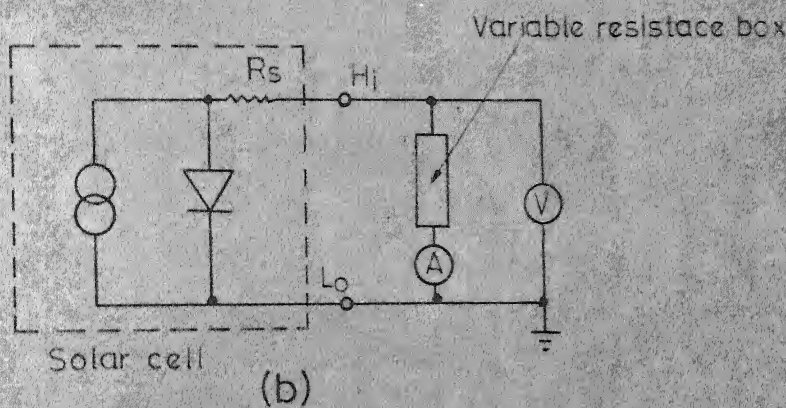 Variable resistace box
Rs
Hi
V
A
Lo
Solar cell
(b)